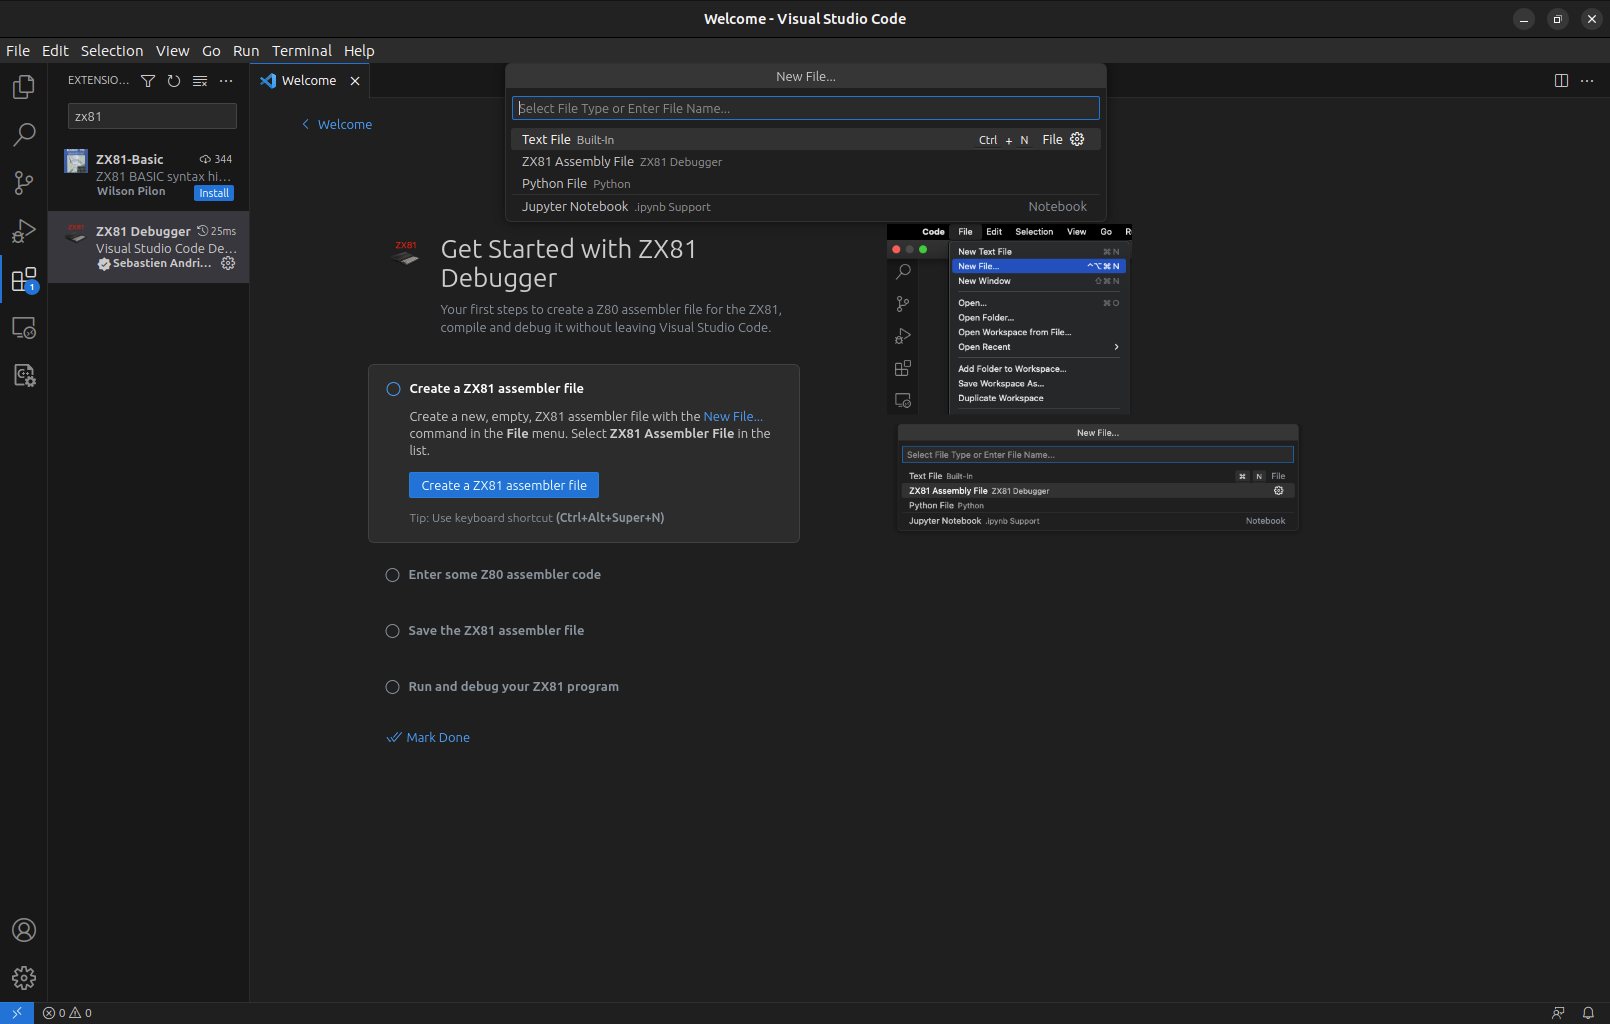 Welcome - Visual Studio Code
File Edit Selection View Go Run Terminal Help
EXTENSIO...
zx81
ZX81-Basic 344
ZX81 BASIC syntax hi...
Wilson Pilon Install
ZX81 Debugger 25ms
Visual Studio Code De...
Sebastien Andri...
1
Welcome
New File...
Select File Type or Enter File Name...
Text File Built-In Ctrl + N File
ZX81 Assembly File ZX81 Debugger
Python File Python
Jupyter Notebook .ipynb Support Notebook
Welcome
ZX81
Get Started with ZX81
Debugger
Your first steps to create a Z80 assembler file for the ZX81,
compile and debug it without leaving Visual Studio Code.
Create a ZX81 assembler file
Create a new, empty, ZX81 assembler file with the New File...
command in the File menu. Select ZX81 Assembler File in the
list.
Create a ZX81 assembler file
Tip: Use keyboard shortcut (Ctrl+Alt+Super+N)
Enter some Z80 assembler code
Save the ZX81 assembler file
Run and debug your ZX81 program
Mark Done
Code File Edit Selection View Go R
New Text File ⌘ N
New File... ^⌥⌘ N
New Window ⇧⌘ N
Open... ⌘ O
Open Folder...
Open Workspace from File...
Open Recent
Add Folder to Workspace...
Save Workspace As...
Duplicate Workspace
New File...
Select File Type or Enter File Name...
Text File Built-In ⌘ N File
ZX81 Assembly File ZX81 Debugger
Python File Python
Jupyter Notebook .ipynb Support Notebook
0 0